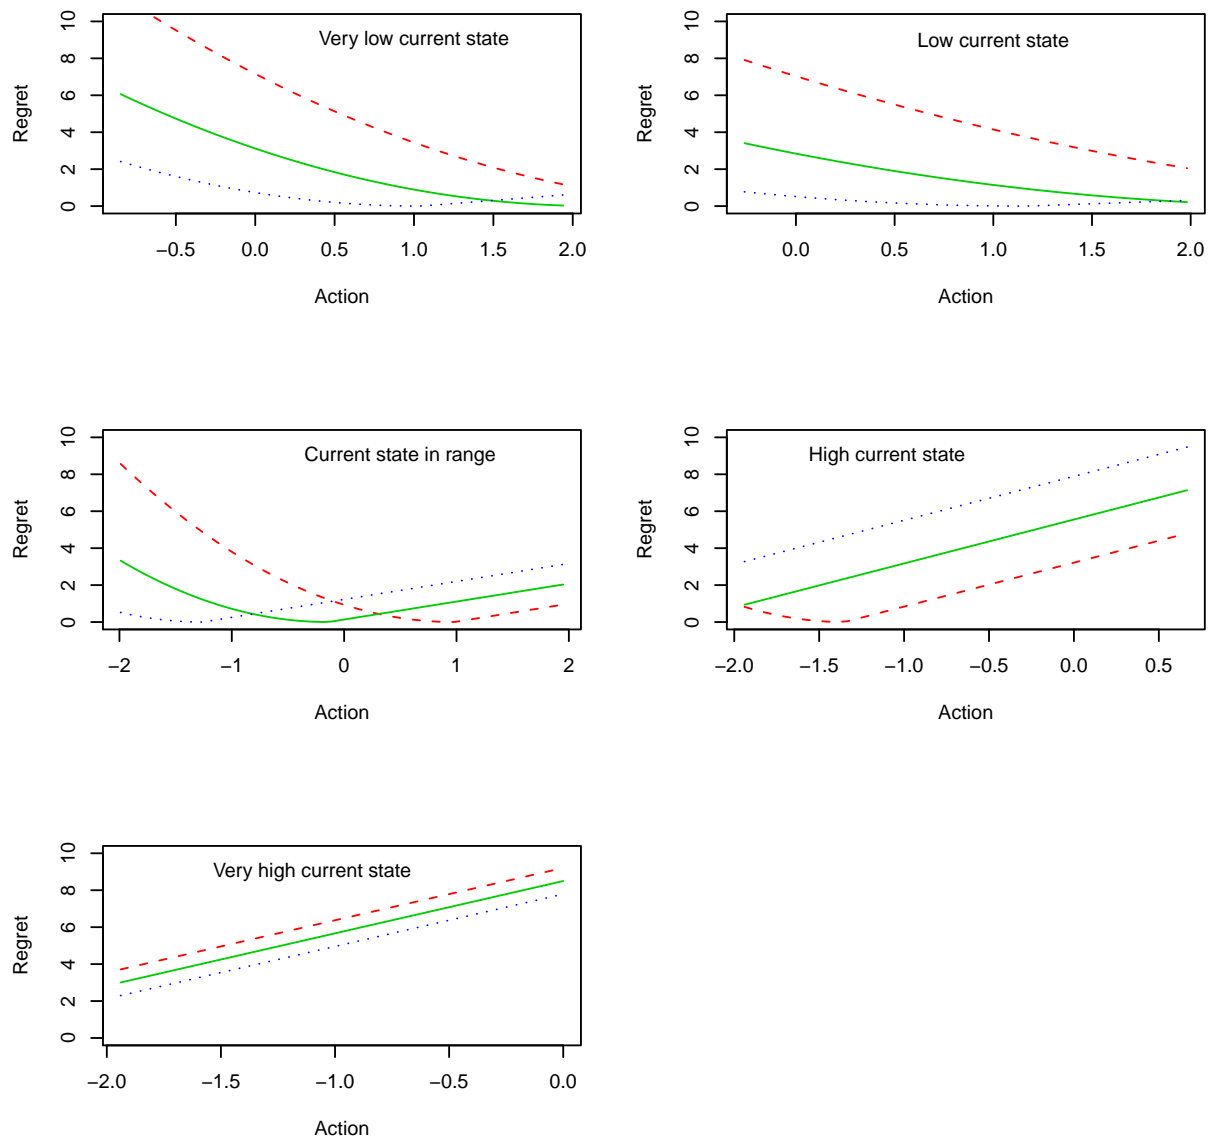 Very low current state
Regret
0 2 4 6 8 10
−0.5 0.0 0.5 1.0 1.5 2.0
Action
Low current state
Regret
0 2 4 6 8 10
0.0 0.5 1.0 1.5 2.0
Action
Current state in range
Regret
0 2 4 6 8 10
−2 −1 0 1 2
Action
High current state
Regret
0 2 4 6 8 10
−2.0 −1.5 −1.0 −0.5 0.0 0.5
Action
Very high current state
Regret
0 2 4 6 8 10
−2.0 −1.5 −1.0 −0.5 0.0
Action